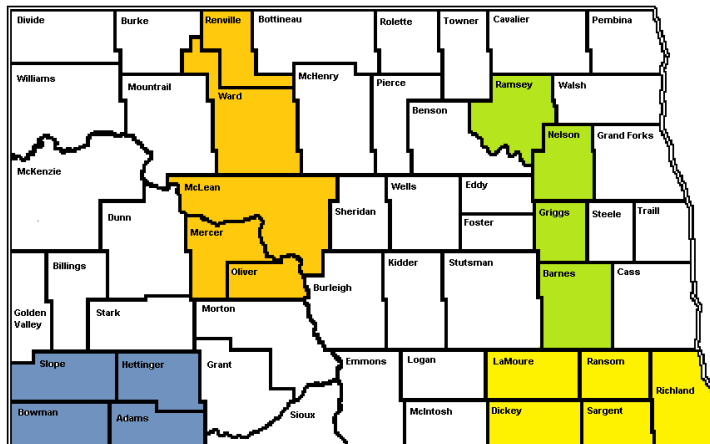 Divide
Burke
Renville
Bottineau
Rolette
Towner
Cavalier
Pembina
Williams
Mountrail
Ward
McHenry
Pierce
Benson
Ramsey
Walsh
Nelson
Grand Forks
McKenzie
Dunn
McLean
Mercer
Oliver
Sheridan
Wells
Eddy
Foster
Griggs
Steele
Traill
Billings
Golden
Valley
Stark
Morton
Burleigh
Kidder
Stutsman
Barnes
Cass
Slope
Hettinger
Grant
Emmons
Logan
LaMoure
Ransom
Richland
Bowman
Adams
Sioux
McIntosh
Dickey
Sargent